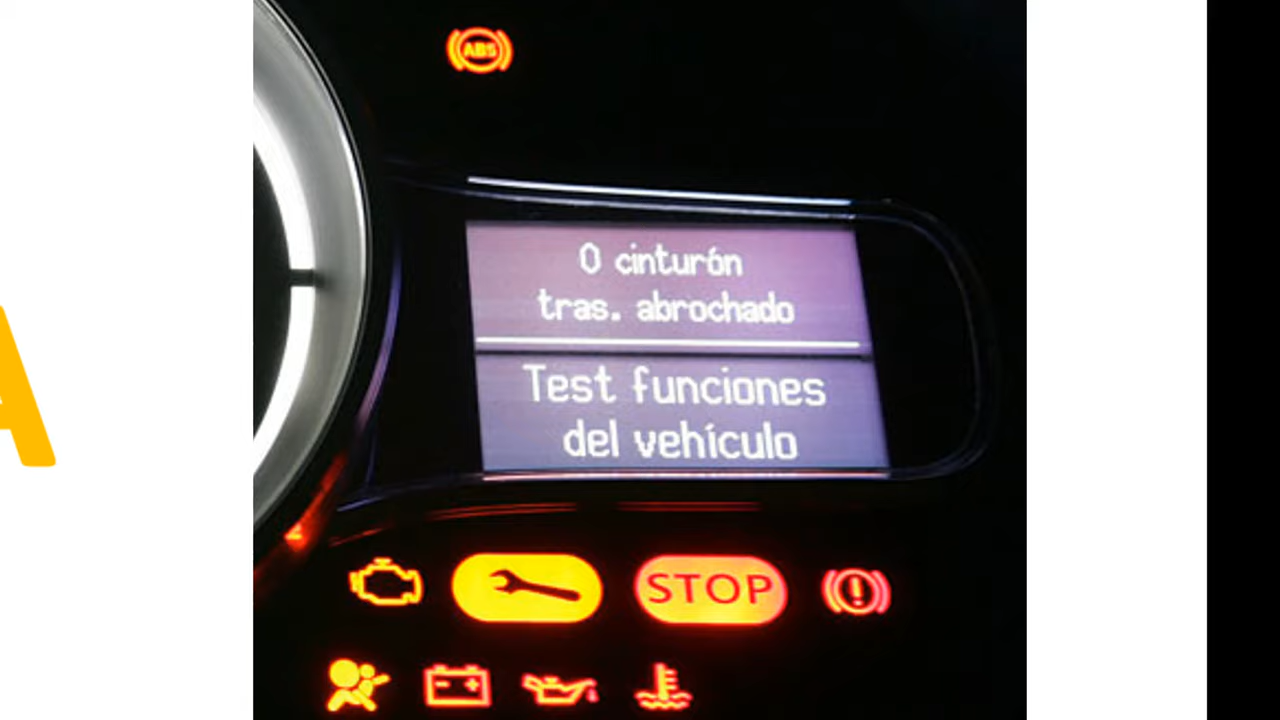 A
ABS
0 cinturón
tras. abrochado
Test funciones
del vehículo
STOP